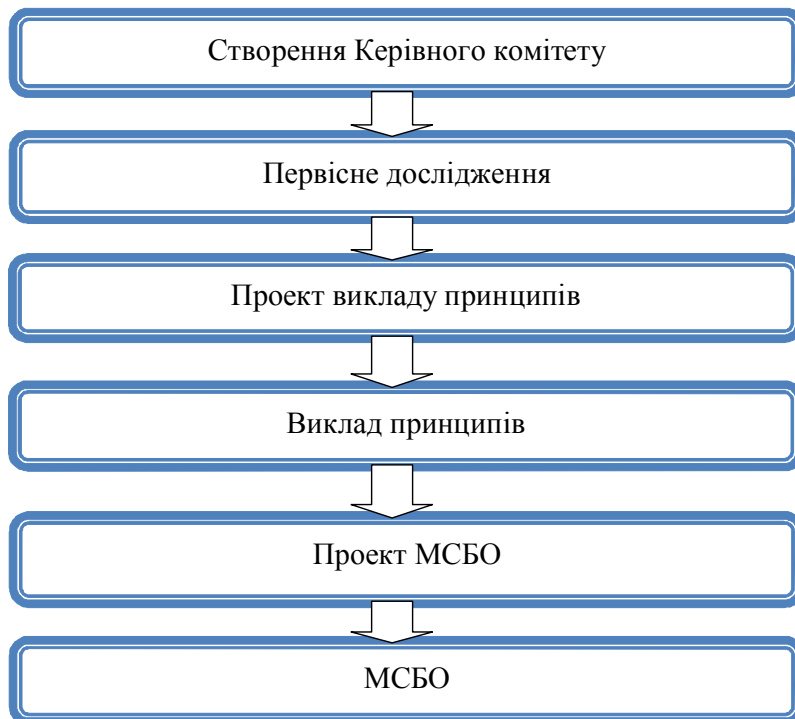 Створення Керівного комітету
Первісне дослідження
Проект викладу принципів
Виклад принципів
Проект МСБО
МСБО